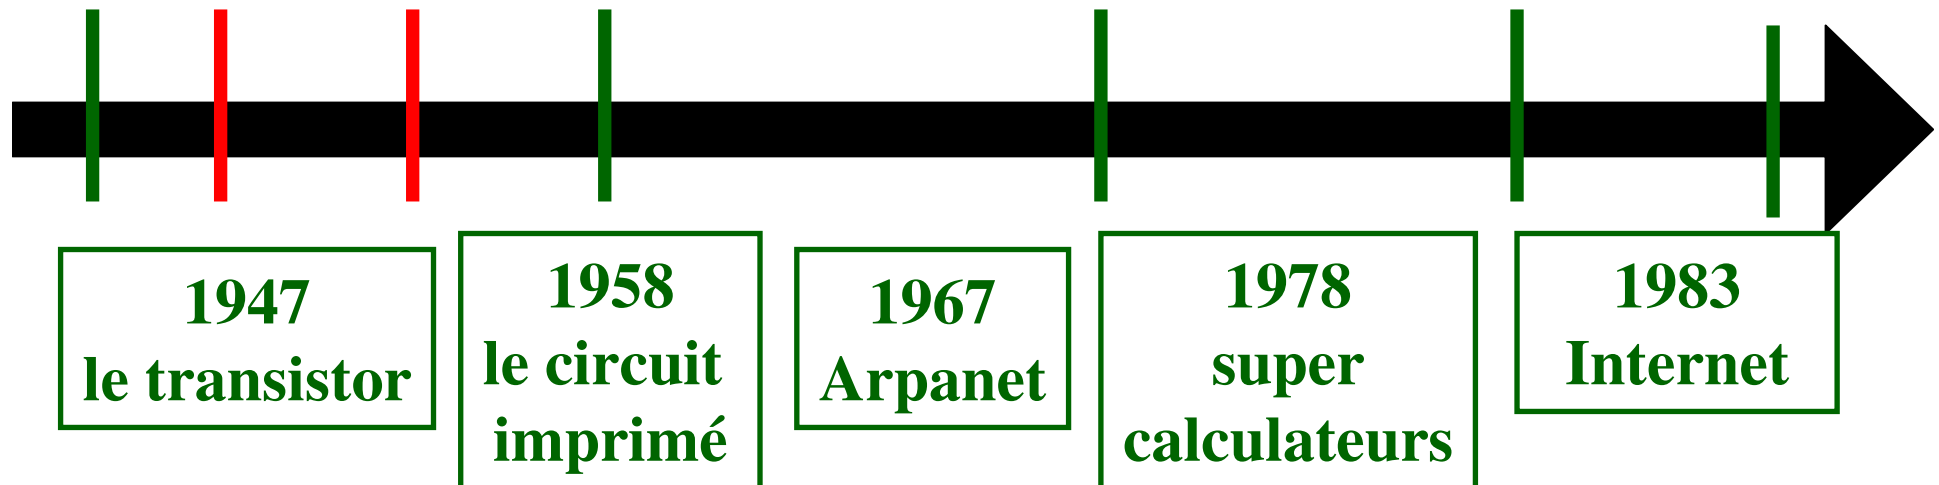 1947
le transistor
1958
le circuit
imprimé
1967
Arpanet
1978
super
calculateurs
1983
Internet